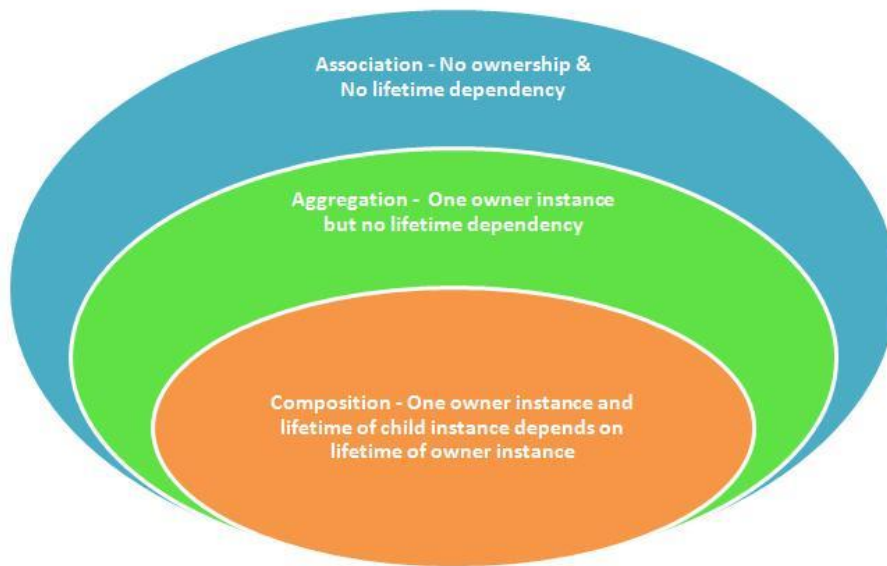 Association - No ownership &
No lifetime dependency
Aggregation -  One owner instance
but no lifetime dependency
Composition - One owner instance and
lifetime of child instance depends on
lifetime of owner instance